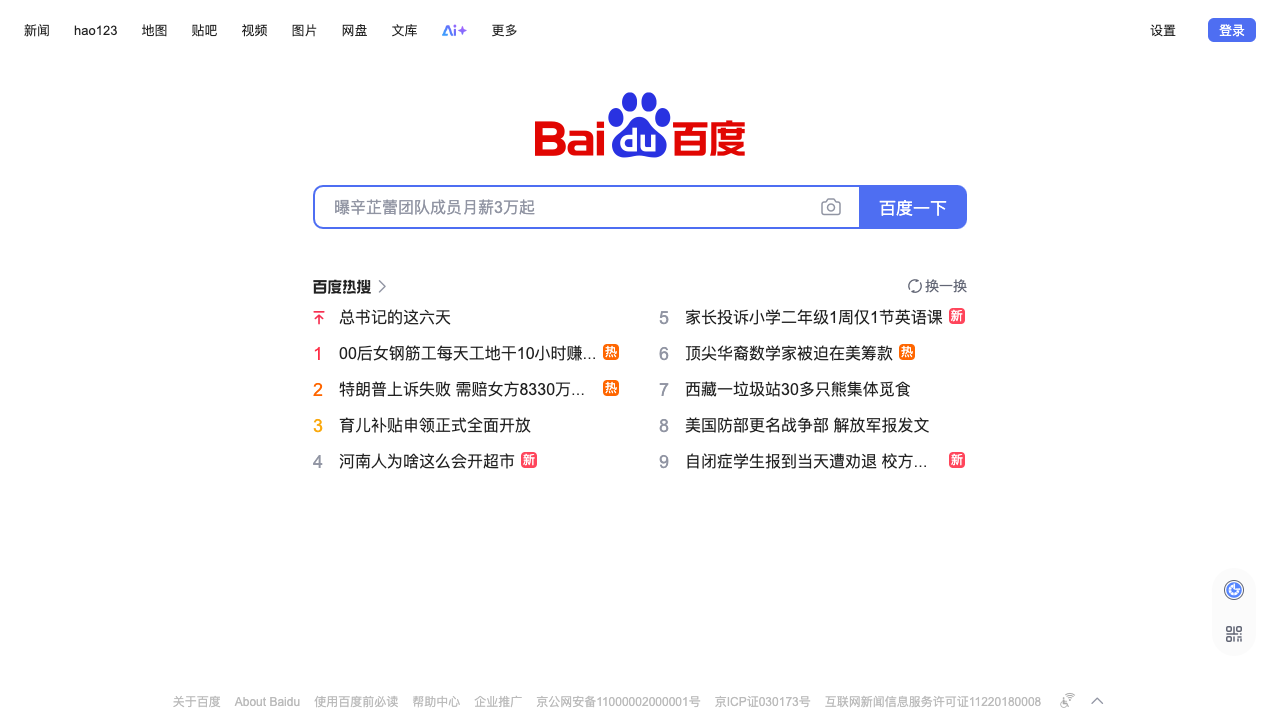 新闻 hao123 地图 贴吧 视频 图片 网盘 文库 Ai+ 更多 设置 登录
Bai du 百度
曝辛芷蕾团队成员月薪3万起 百度一下
百度热搜 换一换
总书记的这六天
1 00后女钢筋工每天工地干10小时赚... 热
2 特朗普上诉失败 需赔女方8330万... 热
3 育儿补贴申领正式全面开放
4 河南人为啥这么会开超市 新
5 家长投诉小学二年级1周仅1节英语课 新
6 顶尖华裔数学家被迫在美筹款 热
7 西藏一垃圾站30多只熊集体觅食
8 美国防部更名战争部 解放军报发文
9 自闭症学生报到当天遭劝退 校方... 新
关于百度 About Baidu 使用百度前必读 帮助中心 企业推广 京公网安备11000002000001号 京ICP证030173号 互联网新闻信息服务许可证11220180008